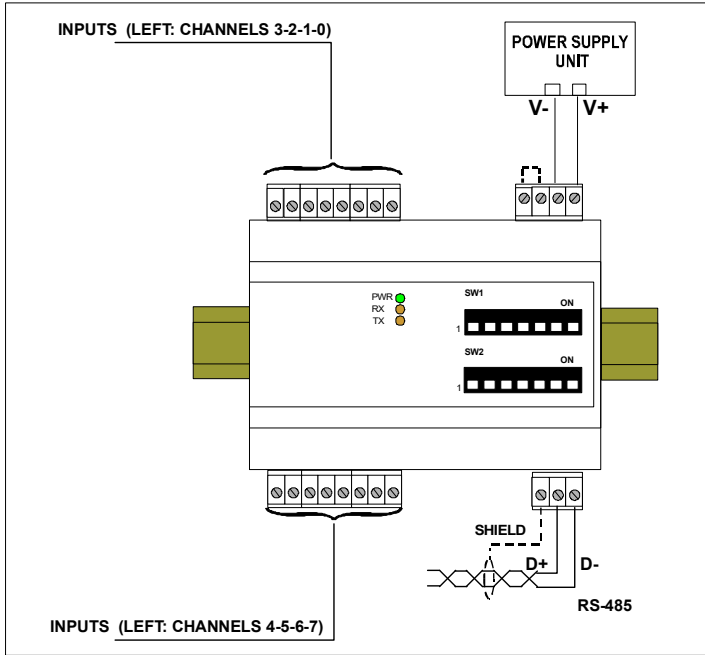 INPUTS (LEFT: CHANNELS 3-2-1-0)
POWER SUPPLY
UNIT
V- V+
PWR
RX
TX
SW1
ON
1
SW2
ON
1
SHIELD
D+ D-
RS-485
INPUTS (LEFT: CHANNELS 4-5-6-7)